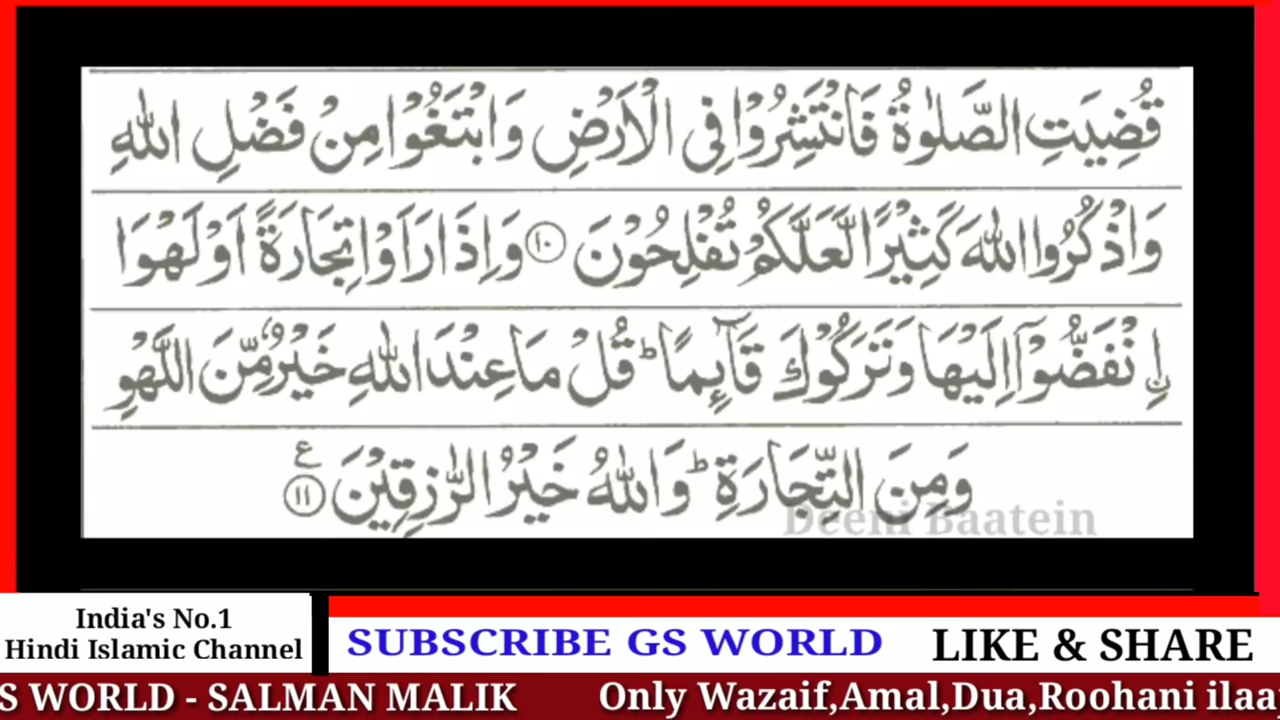 قُضِيَتِ الصَّلٰوةُ فَانْتَشِرُوْا فِى الْاَرْضِ وَابْتَغُوْا مِنْ فَضْلِ اللّٰهِ
وَاذْكُرُوا اللّٰهَ كَثِيْرًا لَّعَلَّكُمْ تُفْلِحُوْنَ ۝۱۰ وَاِذَا رَاَوْا تِجَارَةً اَوْ لَهْوَا
ۨانْفَضُّوْۤا اِلَيْهَا وَتَرَكُوْكَ قَآئِمًا ؕ قُلْ مَا عِنْدَ اللّٰهِ خَيْرٌ مِّنَ اللَّهْوِ
وَمِنَ التِّجَارَةِ ؕ وَاللّٰهُ خَيْرُ الرّٰزِقِيْنَ ۝۱۱ ع
Deeni Baatein
India's No.1
Hindi Islamic Channel
SUBSCRIBE GS WORLD LIKE & SHARE
S WORLD - SALMAN MALIK Only Wazaif,Amal,Dua,Roohani ilaa